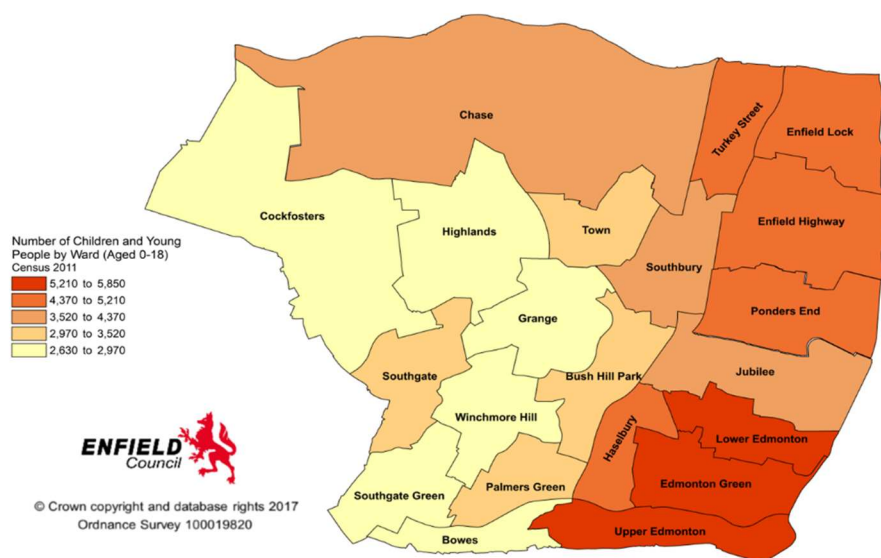 Chase
Turkey Street
Enfield Lock
Cockfosters
Highlands
Town
Enfield Highway
Southbury
Number of Children and Young
People by Ward (Aged 0-18)
Census 2011
5,210 to 5,850
4,370 to 5,210
3,520 to 4,370
2,970 to 3,520
2,630 to 2,970
Grange
Ponders End
Southgate
Bush Hill Park
Jubilee
Winchmore Hill
Haselbury
Lower Edmonton
ENFIELD
Council
Southgate Green
Palmers Green
Edmonton Green
© Crown copyright and database rights 2017
Ordnance Survey 100019820
Bowes
Upper Edmonton